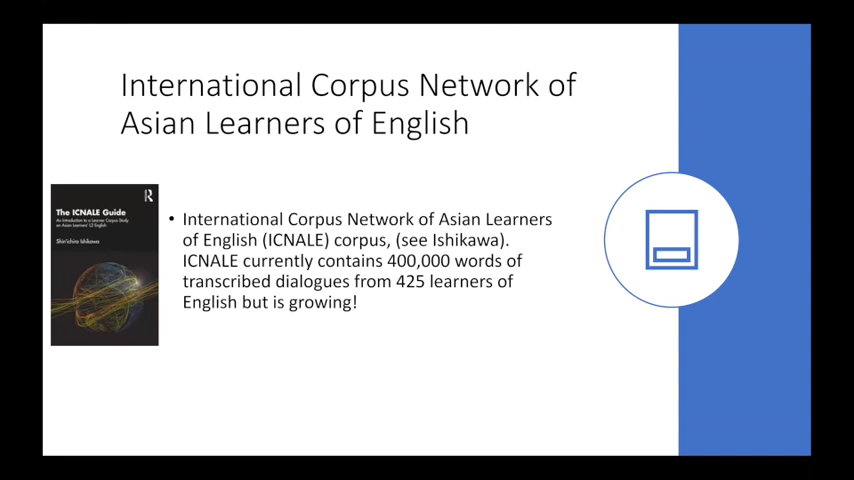 International Corpus Network of
Asian Learners of English
R
The ICNALE Guide
An Introduction to a Learner Corpus Study
on Asian Learners' L2 English
Shin'ichiro Ishikawa
• International Corpus Network of Asian Learners
of English (ICNALE) corpus, (see Ishikawa).
ICNALE currently contains 400,000 words of
transcribed dialogues from 425 learners of
English but is growing!